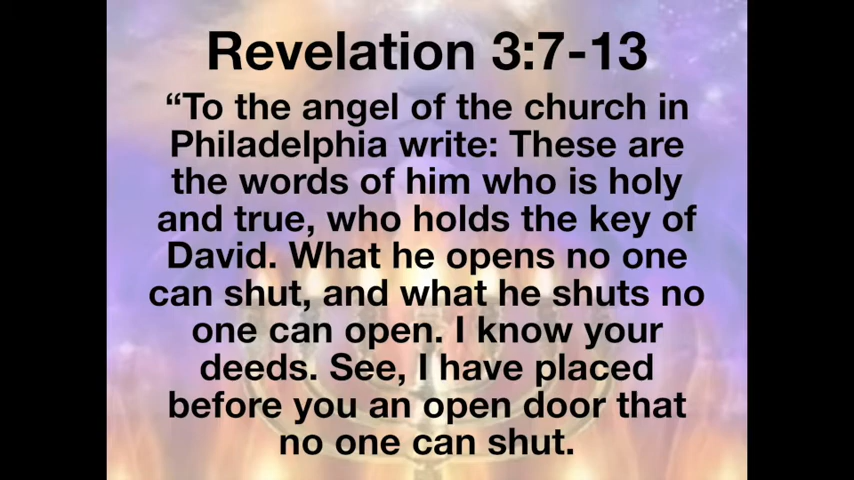 Revelation 3:7-13
“To the angel of the church in
Philadelphia write: These are
the words of him who is holy
and true, who holds the key of
David. What he opens no one
can shut, and what he shuts no
one can open. I know your
deeds. See, I have placed
before you an open door that
no one can shut.